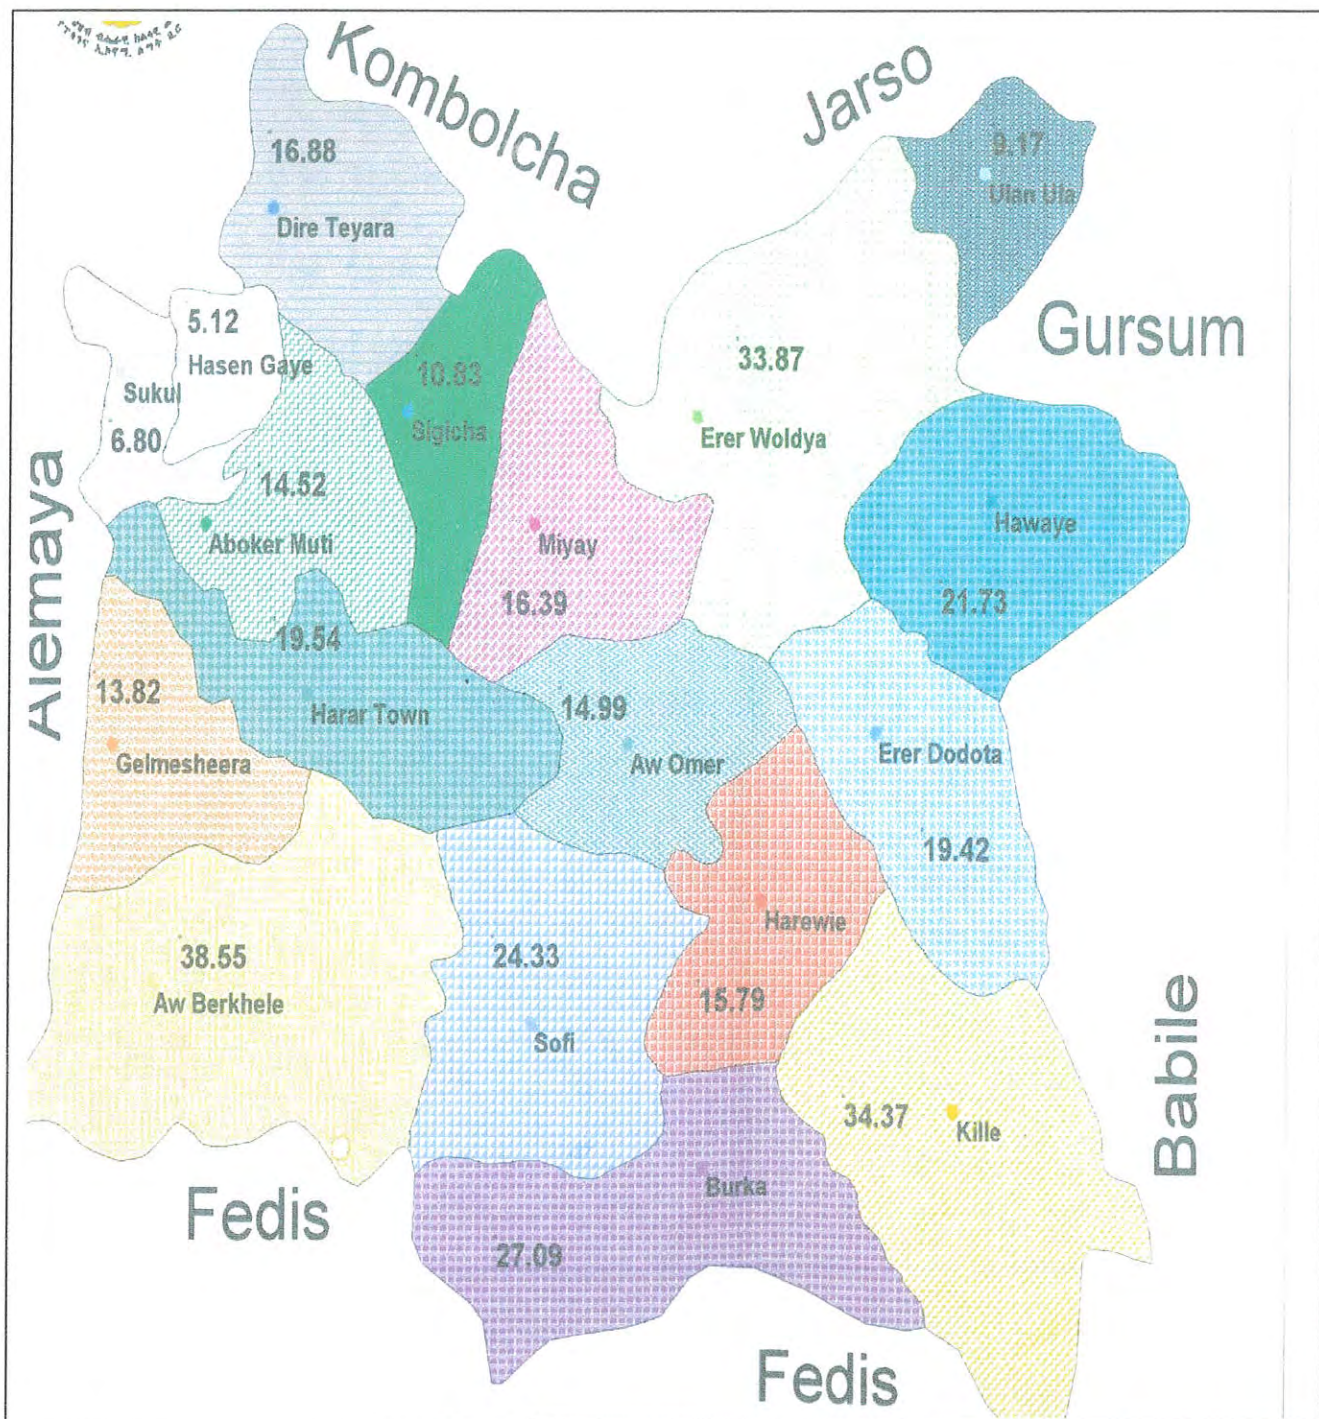 Kombolcha
Jarso
16.88
Dire Teyara
9.17
Ulan Ula
Gursum
5.12
Hasen Gaye
Sukul
6.80
10.83
Sigicha
33.87
Erer Woldya
Alemaya
14.52
Aboker Muti
Miyay
16.39
Hawaye
21.73
19.54
Harar Town
13.82
Gelmesheera
14.99
Aw Omer
Erer Dodota
19.42
38.55
Aw Berkhele
24.33
Sofi
Harewie
15.79
34.37
Kille
Babile
Burka
27.09
Fedis
Fedis